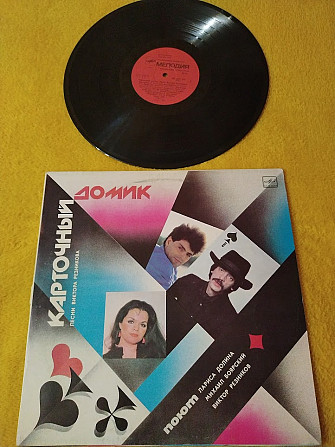 МЕЛОДИЯ
КАРТОЧНЫЙ
ДОМИК
ПЕСНИ ВИКТОРА РЕЗНИКОВА
ПОЮТ
ЛАРИСА ДОЛИНА
МИХАИЛ БОЯРСКИЙ
ВИКТОР РЕЗНИКОВ